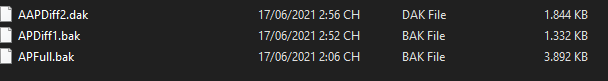 AAPDiff2.dak 17/06/2021 2:56 CH DAK File 1.844 KB
APDiff1.bak 17/06/2021 2:52 CH BAK File 1.332 KB
APFull.bak 17/06/2021 2:06 CH BAK File 3.892 KB